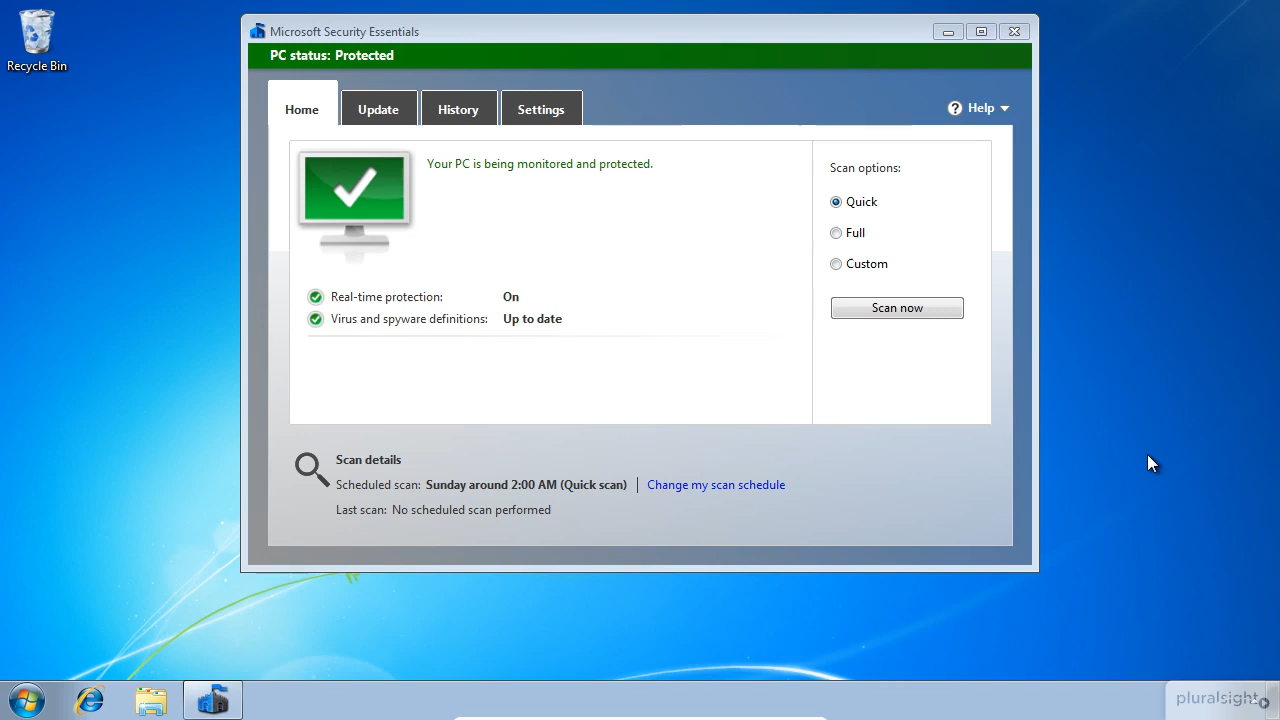 Recycle Bin
Microsoft Security Essentials
PC status: Protected
Home
Update
History
Settings
? Help
Your PC is being monitored and protected.
Real-time protection: On
Virus and spyware definitions: Up to date
Scan options:
Quick
Full
Custom
Scan now
Scan details
Scheduled scan: Sunday around 2:00 AM (Quick scan) | Change my scan schedule
Last scan: No scheduled scan performed
pluralsight